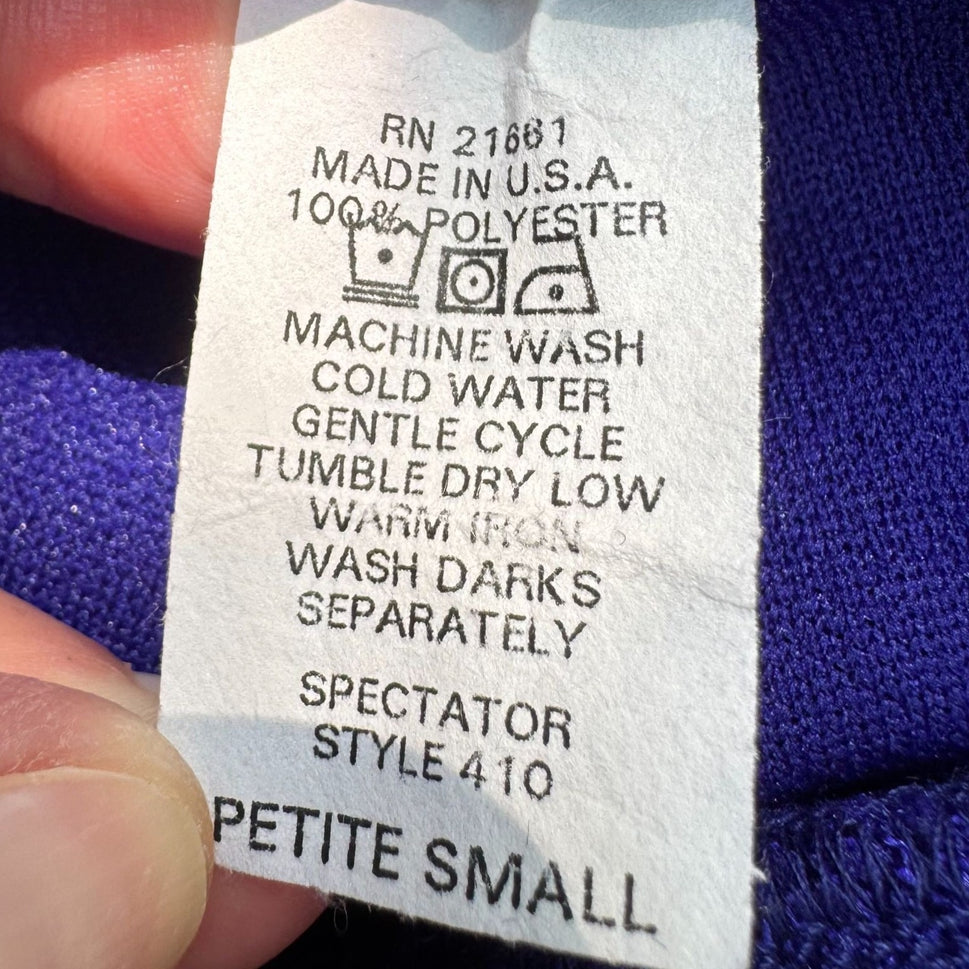 RN 21661
MADE IN U.S.A.
100% POLYESTER
MACHINE WASH
COLD WATER
GENTLE CYCLE
TUMBLE DRY LOW
WARM IRON
WASH DARKS
SEPARATELY
SPECTATOR
STYLE 410
PETITE SMALL